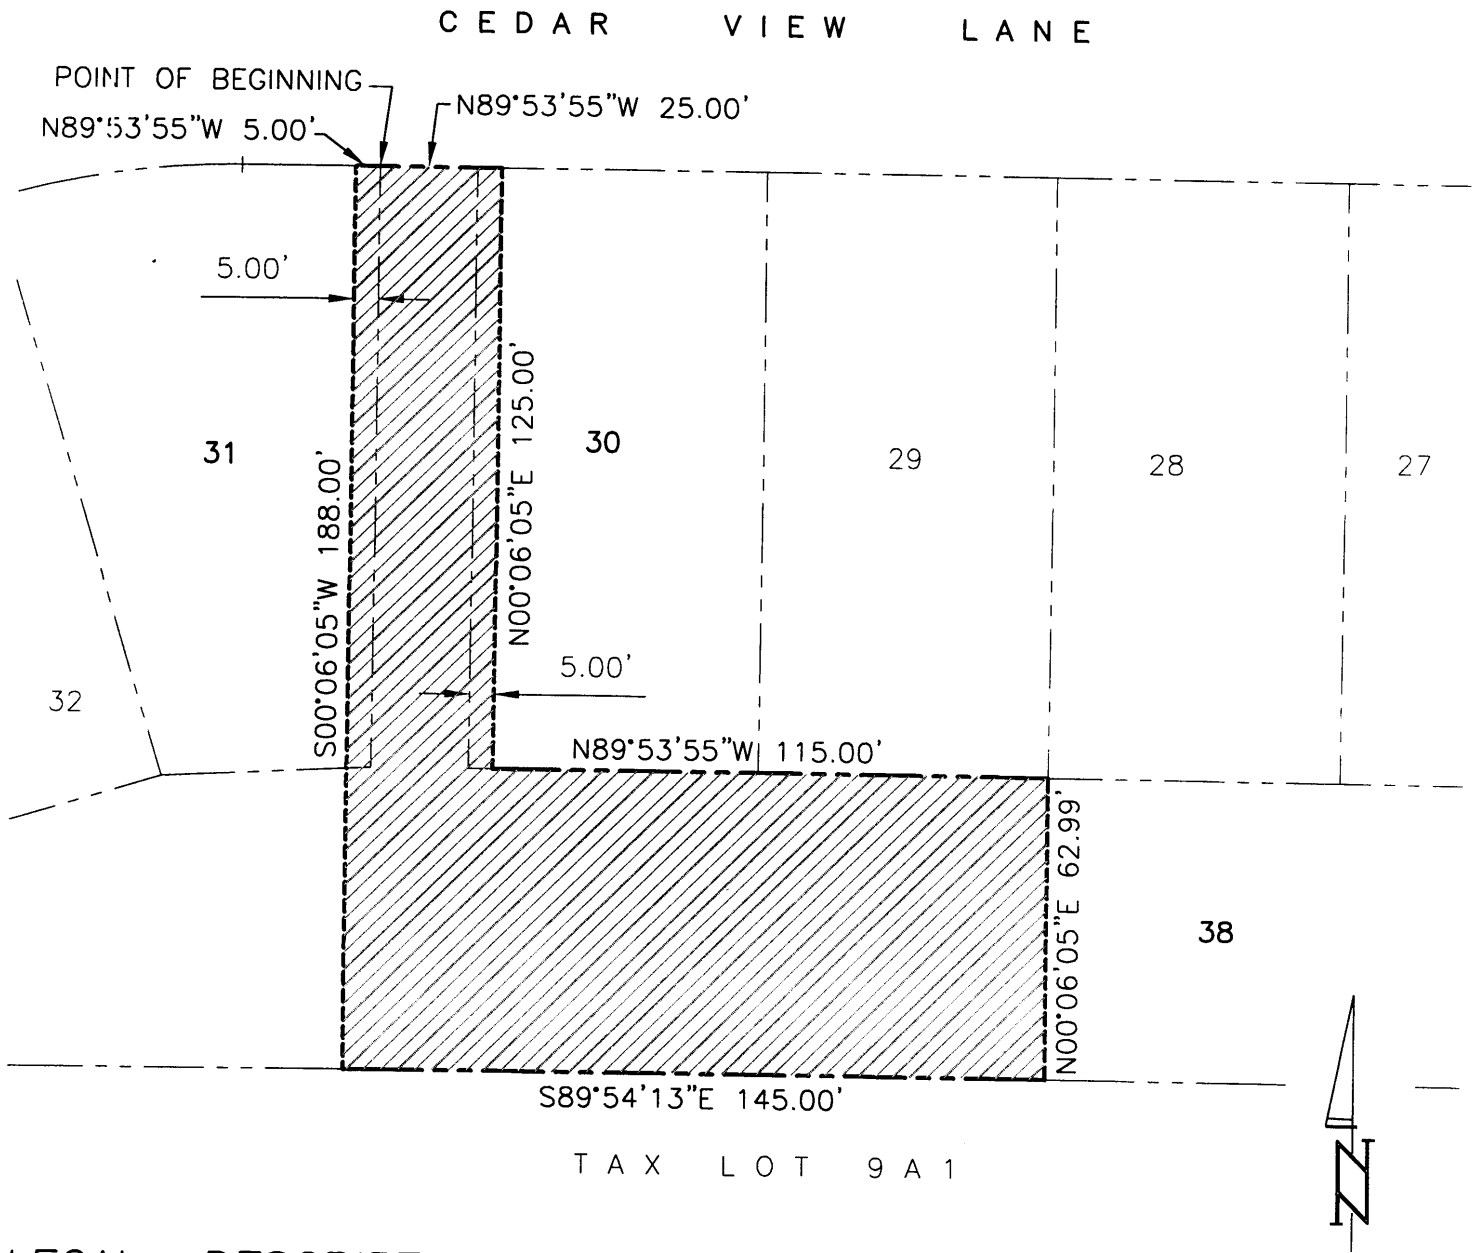 CEDAR VIEW LANE
POINT OF BEGINNING
N89°53'55"W 25.00'
N89°53'55"W 5.00'
5.00'
31
30
29
28
27
S00°06'05"W 188.00'
N00°06'05"E 125.00'
5.00'
32
N89°53'55"W 115.00'
N00°06'05"E 62.99'
38
S89°54'13"E 145.00'
TAX LOT 9A1
N